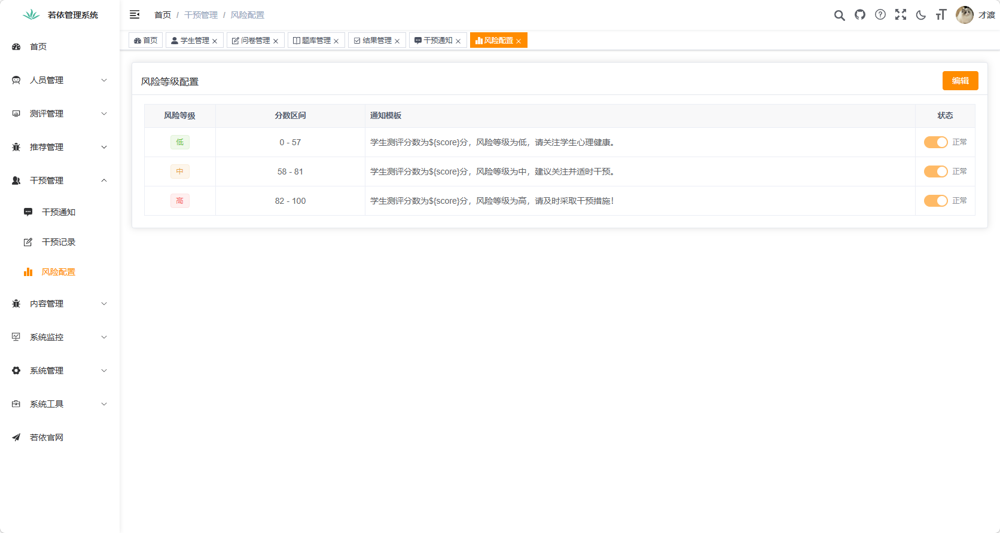 若依管理系统
首页 / 干预管理 / 风险配置
才渡
首页
学生管理
问卷管理
题库管理
结果管理
干预通知
风险配置
首页
人员管理
测评管理
推荐管理
干预管理
干预通知
干预记录
风险配置
内容管理
系统监控
系统管理
系统工具
若依官网
风险等级配置
编辑
风险等级 分数区间 通知模板 状态
低 0 - 57 学生测评分数为${score}分，风险等级为低，请关注学生心理健康。 正常
中 58 - 81 学生测评分数为${score}分，风险等级为中，建议关注并适时干预。 正常
高 82 - 100 学生测评分数为${score}分，风险等级为高，请及时采取干预措施！ 正常